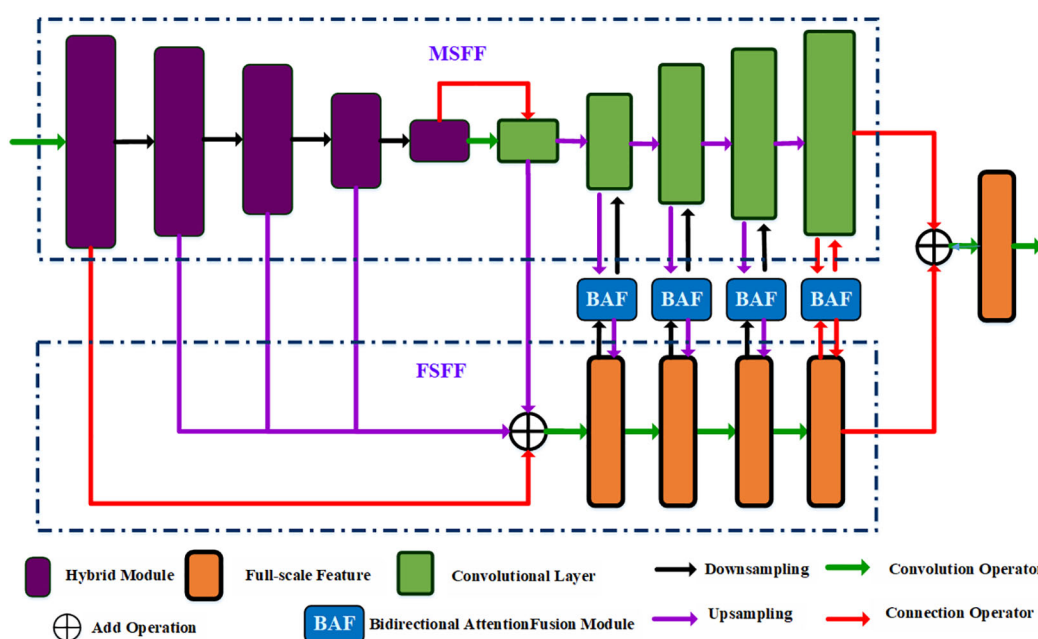 MSFF
BAF BAF BAF BAF
FSFF
Hybrid Module Full-scale Feature Convolutional Layer Downsampling Convolution Operator
Add Operation BAF Bidirectional AttentionFusion Module Upsampling Connection Operator